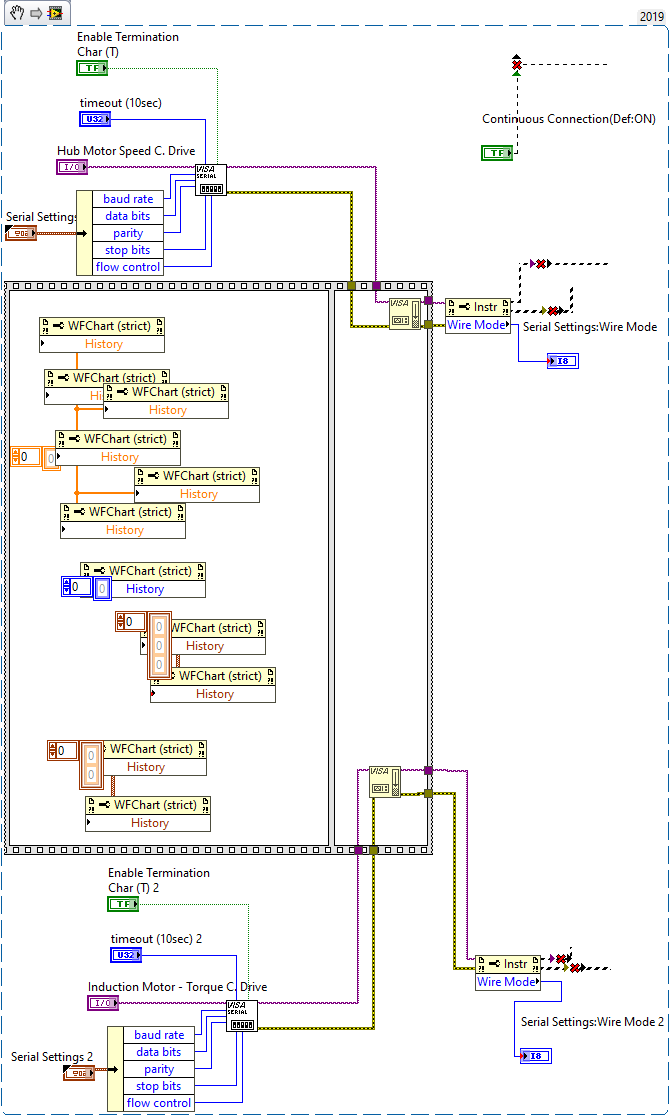 2019
Enable Termination
Char (T)
TF
timeout (10sec)
U32
Continuous Connection(Def:ON)
TF
Hub Motor Speed C. Drive
I/O
VISA
SERIAL
baud rate
data bits
Serial Settings
parity
stop bits
flow control
VISA
Instr
Wire Mode
Serial Settings:Wire Mode
I8
WFChart (strict)
History
WFChart (strict)
Hi
WFChart (strict)
History
WFChart (strict)
0
0
History
WFChart (strict)
History
WFChart (strict)
History
WFChart (strict)
0
0
History
0
0
0
0
WFChart (strict)
History
WFChart (strict)
History
0
0
0
WFChart (strict)
History
WFChart (strict)
History
VISA
Enable Termination
Char (T) 2
TF
timeout (10sec) 2
U32
Instr
Wire Mode
Induction Motor - Torque C. Drive
I/O
VISA
SERIAL
Serial Settings:Wire Mode 2
I8
baud rate
data bits
Serial Settings 2
parity
stop bits
flow control